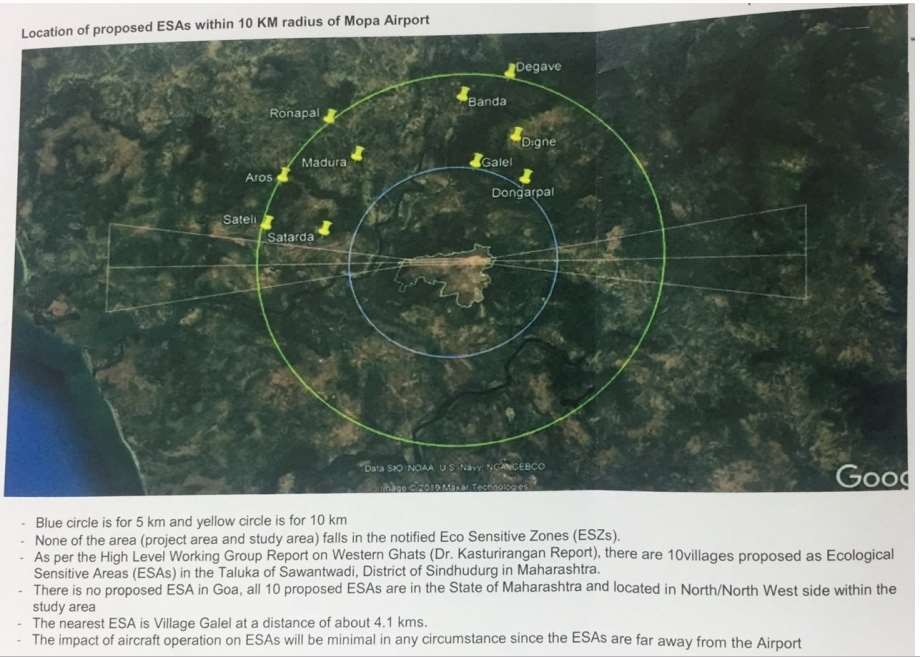 Location of proposed ESAs within 10 KM radius of Mopa Airport
Degave
Banda
Ronapal
Digne
Madura
Galel
Aros
Dongarpal
Sateli
Satarda
Data SIO, NOAA, U.S. Navy, NGA, GEBCO
Image © 2019 Maxar Technologies
Goo
- Blue circle is for 5 km and yellow circle is for 10 km
- None of the area (project area and study area) falls in the notified Eco Sensitive Zones (ESZs).
- As per the High Level Working Group Report on Western Ghats (Dr. Kasturirangan Report), there are 10villages proposed as Ecological
Sensitive Areas (ESAs) in the Taluka of Sawantwadi, District of Sindhudurg in Maharashtra.
- There is no proposed ESA in Goa, all 10 proposed ESAs are in the State of Maharashtra and located in North/North West side within the
study area
- The nearest ESA is Village Galel at a distance of about 4.1 kms.
- The impact of aircraft operation on ESAs will be minimal in any circumstance since the ESAs are far away from the Airport